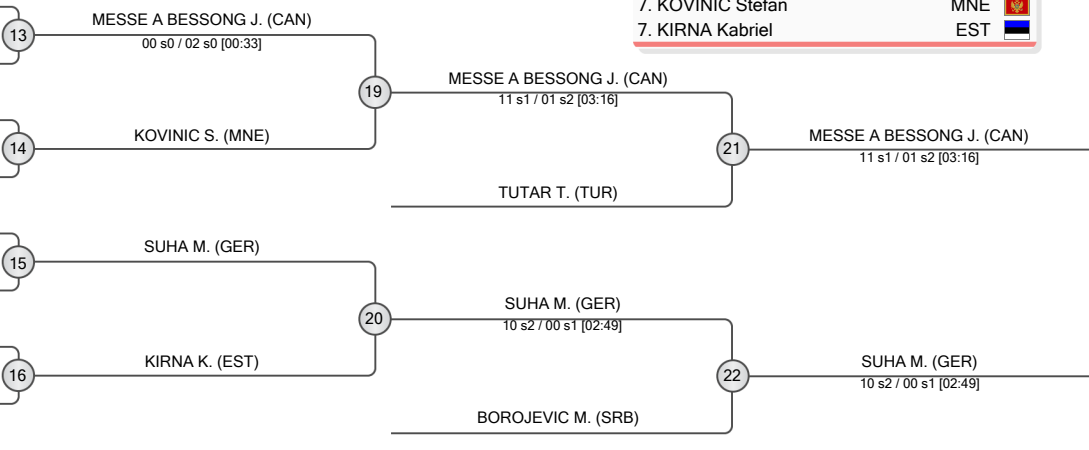 7. KOVINIC Stefan MNE
7. KIRNA Kabriel EST
13
MESSE A BESSONG J. (CAN)
00 s0 / 02 s0 [00:33]
14
KOVINIC S. (MNE)
19
MESSE A BESSONG J. (CAN)
11 s1 / 01 s2 [03:16]
TUTAR T. (TUR)
21
MESSE A BESSONG J. (CAN)
11 s1 / 01 s2 [03:16]
15
SUHA M. (GER)
16
KIRNA K. (EST)
20
SUHA M. (GER)
10 s2 / 00 s1 [02:49]
BOROJEVIC M. (SRB)
22
SUHA M. (GER)
10 s2 / 00 s1 [02:49]